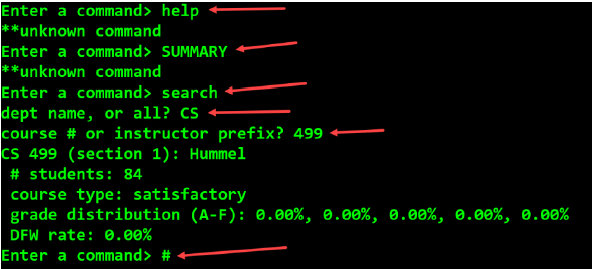 Enter a command> help
**unknown command
Enter a command> SUMMARY
**unknown command
Enter a command> search
dept name, or all? CS
course # or instructor prefix? 499
CS 499 (section 1): Hummel
 # students: 84
 course type: satisfactory
 grade distribution (A-F): 0.00%, 0.00%, 0.00%, 0.00%, 0.00%
 DFW rate: 0.00%
Enter a command> #